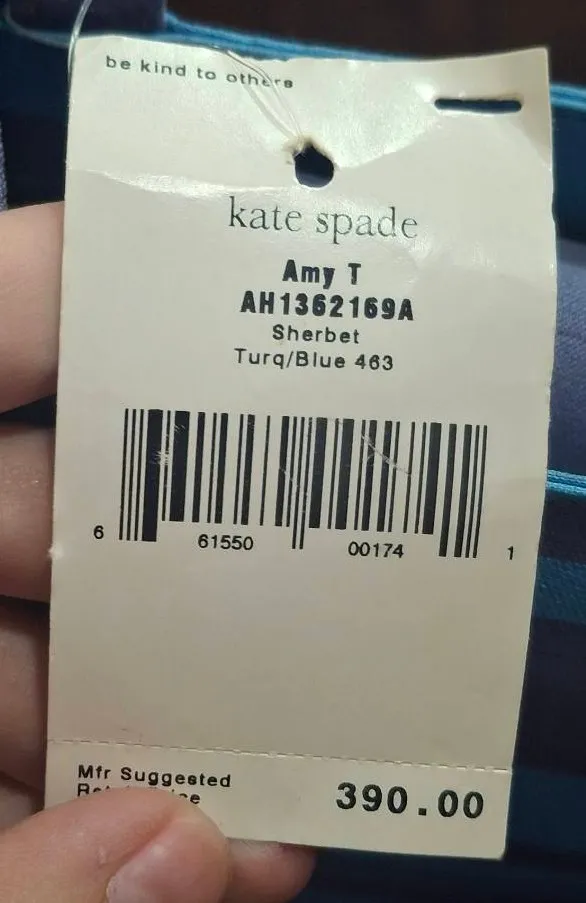 be kind to others
kate spade
Amy T
AH1362169A
Sherbet
Turq/Blue 463
6 61550 00174 1
Mfr Suggested
390.00